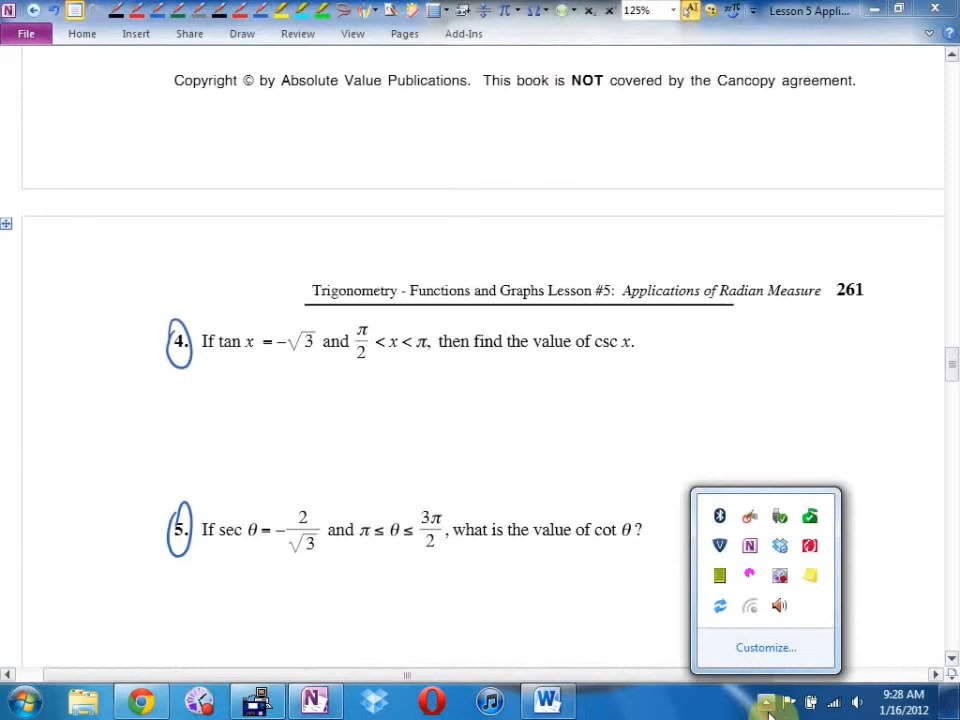 125%
Lesson 5 Appli...
File Home Insert Share Draw Review View Pages Add-Ins
Copyright © by Absolute Value Publications. This book is NOT covered by the Cancopy agreement.
Trigonometry - Functions and Graphs Lesson #5: Applications of Radian Measure 261
4. If tan x = −√3 and π/2 < x < π, then find the value of csc x.
5. If sec θ = −2/√3 and π ≤ θ ≤ 3π/2, what is the value of cot θ ?
Customize...
9:28 AM
1/16/2012